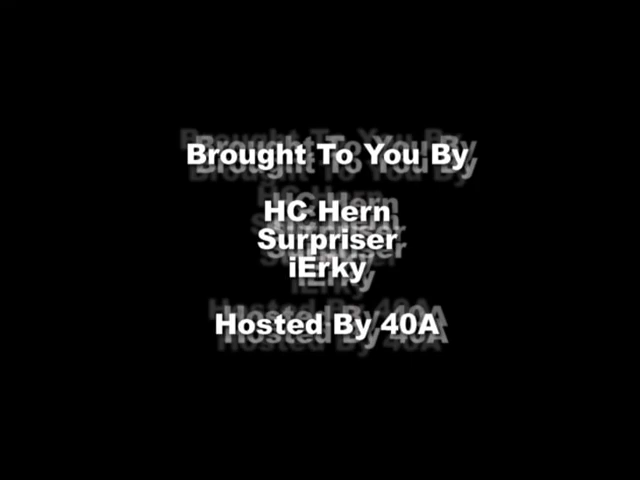 Brought To You By
HC Hern
Surpriser
iErky
Hosted By 40A